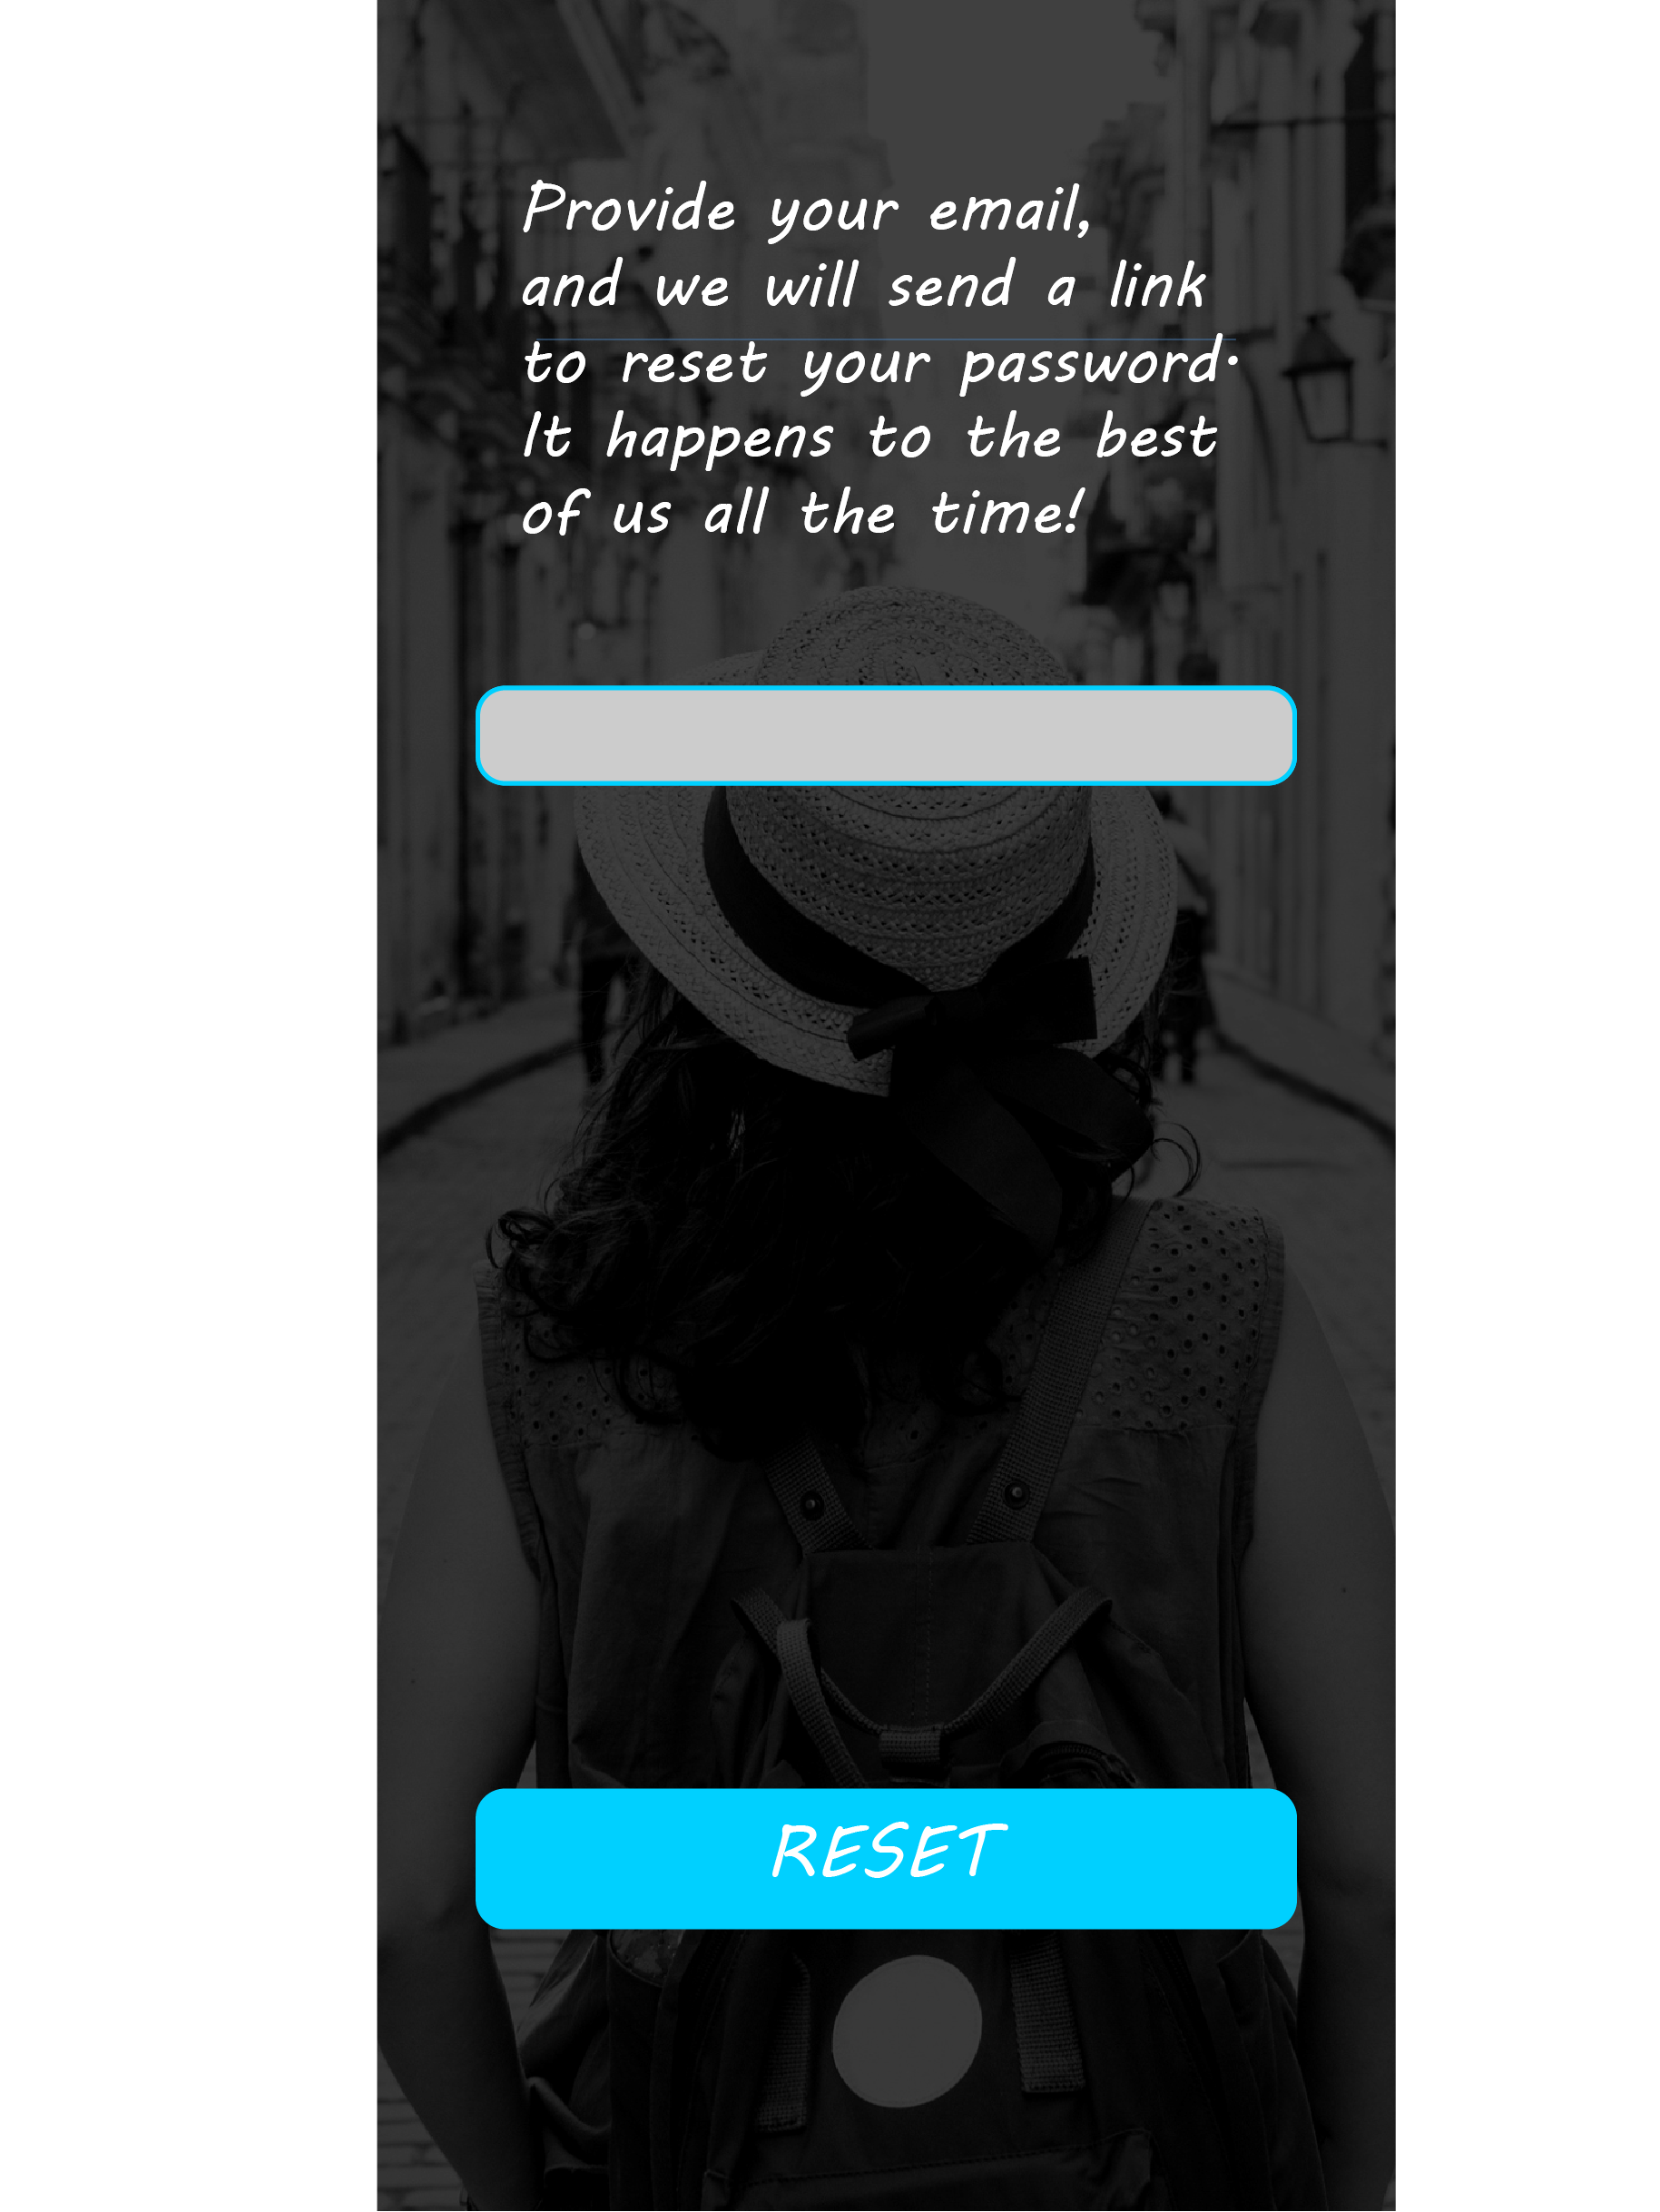 Provide your email,
and we will send a link
to reset your password.
It happens to the best
of us all the time!
RESET